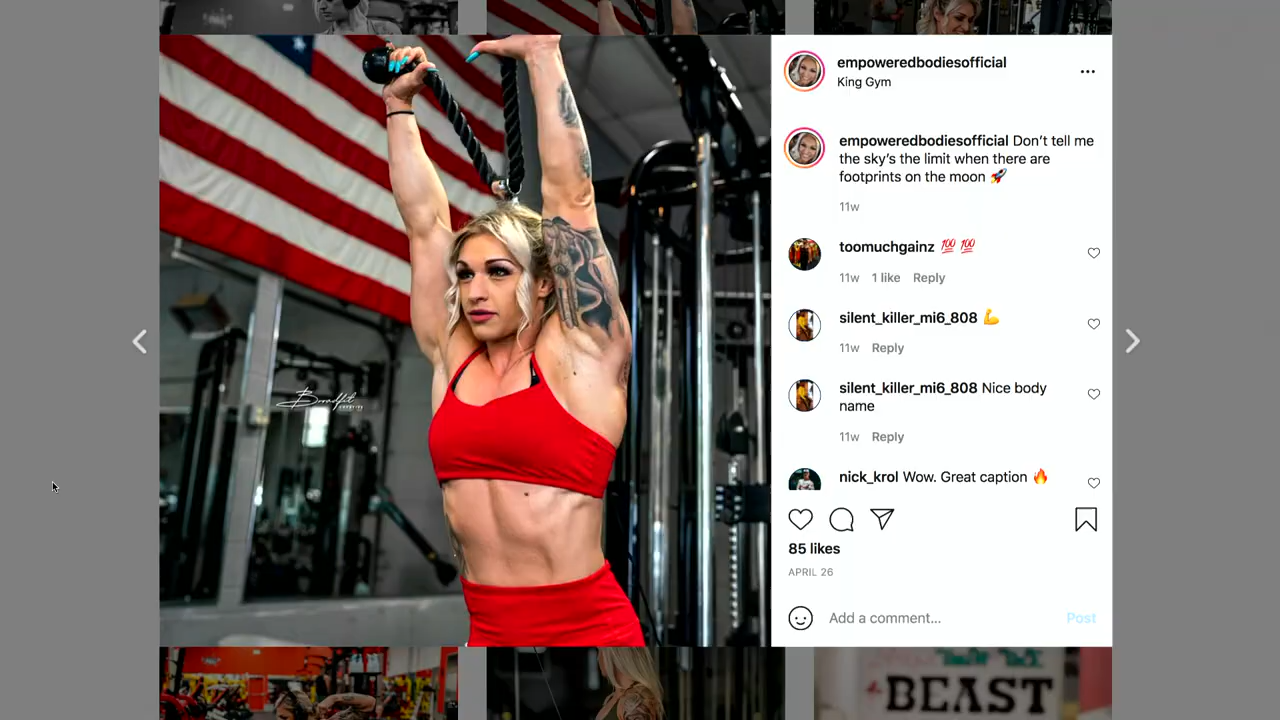 empoweredbodiesofficial
King Gym
empoweredbodiesofficial Don’t tell me
the sky’s the limit when there are
footprints on the moon 🚀
11w
toomuchgainz 💯 💯
11w 1 like Reply
silent_killer_mi6_808 💪
11w Reply
silent_killer_mi6_808 Nice body
name
11w Reply
nick_krol Wow. Great caption 🔥
85 likes
APRIL 26
Add a comment... Post
BEAST